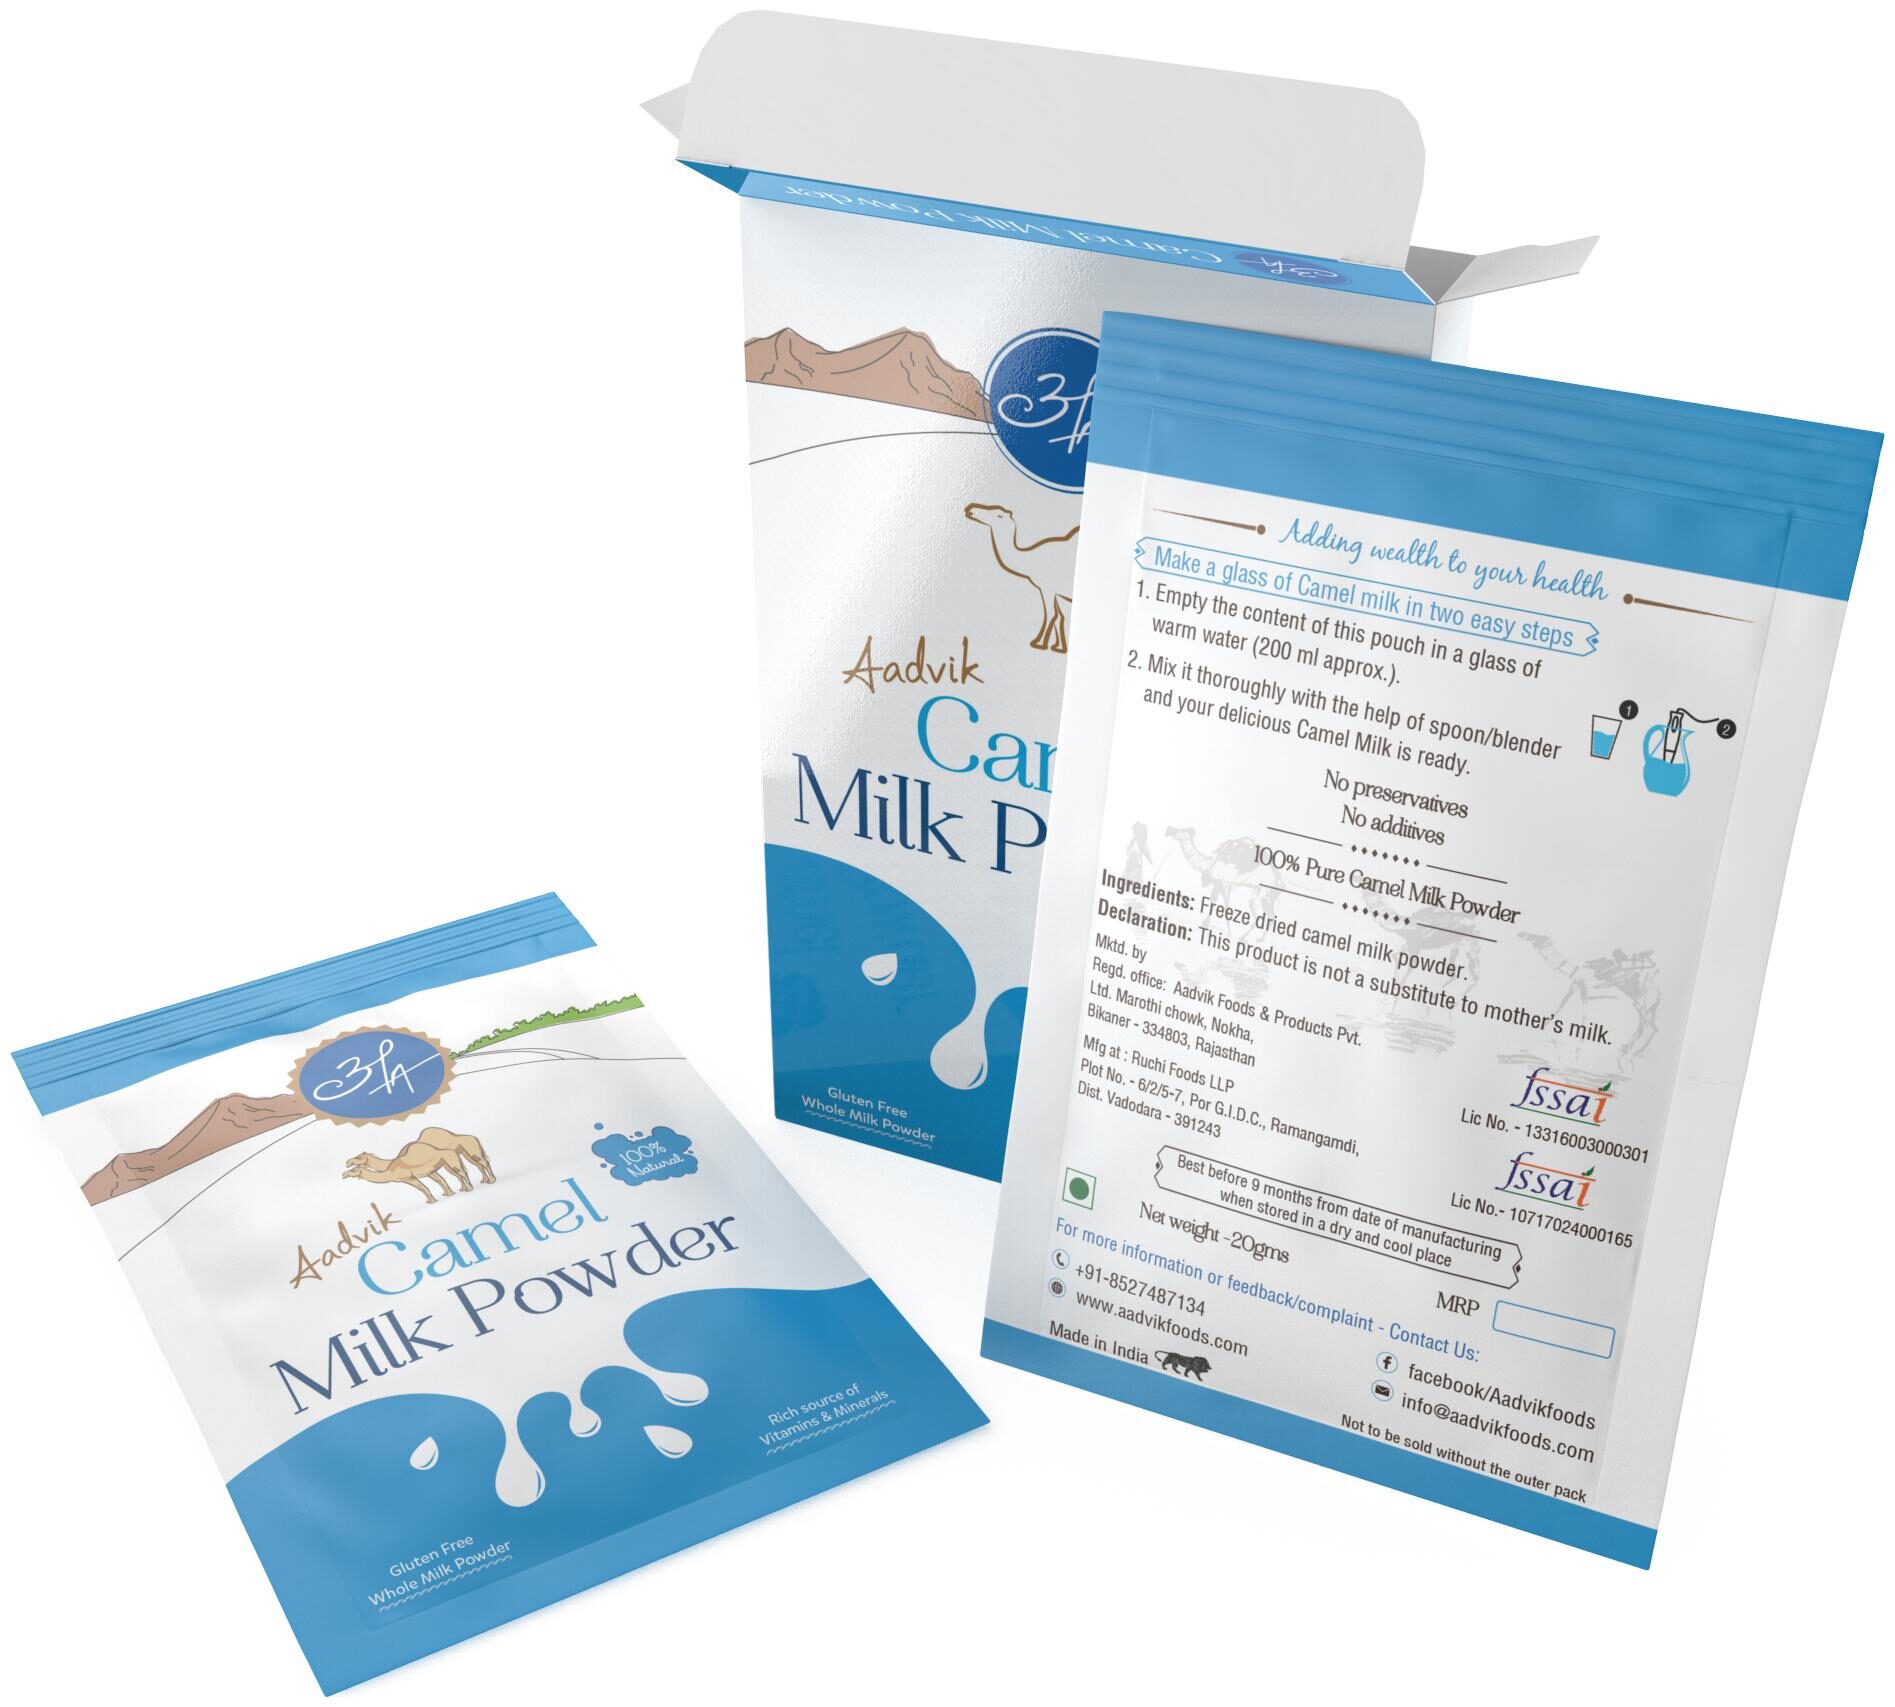 Camel Milk Powder
अA
अA
Aadvik
Milk P
Gluten Free
Whole Milk Powder
अA
100%
Natural
Aadvik
Camel
Milk Powder
Rich source of
Vitamins & Minerals
Gluten Free
Whole Milk Powder
Adding wealth to your health
Make a glass of Camel milk in two easy steps
1. Empty the content of this pouch in a glass of
warm water (200 ml approx.).
2. Mix it thoroughly with the help of spoon/blender
and your delicious Camel Milk is ready.
1
2
No preservatives
No additives
100% Pure Camel Milk Powder
Ingredients: Freeze dried camel milk powder.
Declaration: This product is not a substitute to mother's milk.
Mktd. by
Regd. office: Aadvik Foods & Products Pvt.
Ltd. Marothi chowk, Nokha,
Bikaner - 334803, Rajasthan
Mfg at : Ruchi Foods LLP
Plot No. - 6/2/5-7, Por G.I.D.C., Ramangamdi,
Dist. Vadodara - 391243
fssai
Lic No. - 13316003000301
fssai
Lic No.- 10717024000165
Best before 9 months from date of manufacturing
when stored in a dry and cool place
Net weight -20gms
MRP
For more information or feedback/complaint - Contact Us:
+91-8527487134
www.aadvikfoods.com
facebook/Aadvikfoods
info@aadvikfoods.com
Made in India
Not to be sold without the outer pack